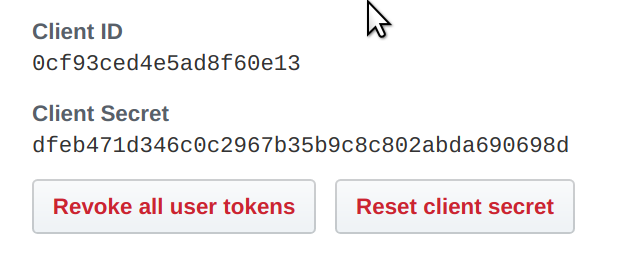 Client ID
0cf93ced4e5ad8f60e13
Client Secret
dfeb471d346c0c2967b35b9c8c802abda690698d
Revoke all user tokens
Reset client secret